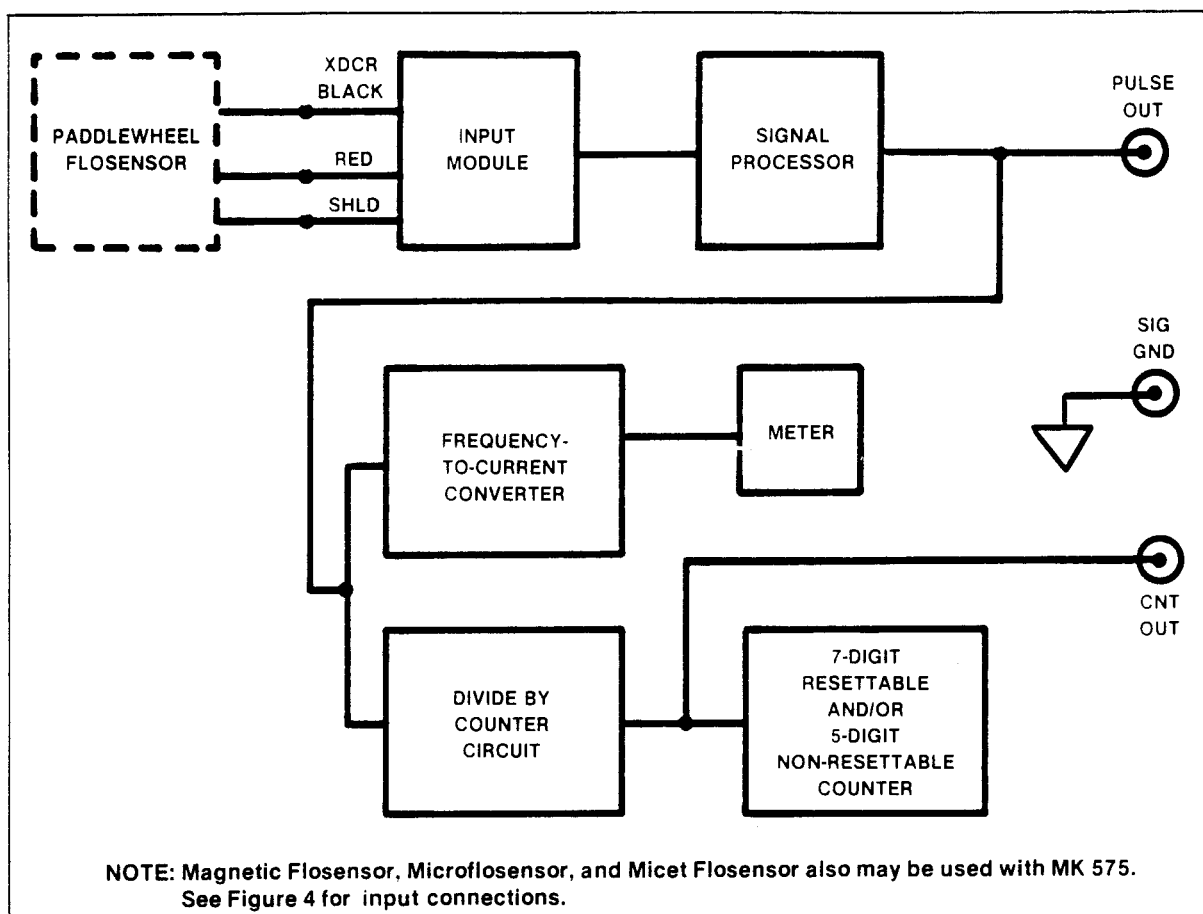 XDCR
BLACK
PADDLEWHEEL
FLOSENSOR
RED
SHLD
INPUT
MODULE
SIGNAL
PROCESSOR
PULSE
OUT
SIG
GND
FREQUENCY-
TO-CURRENT
CONVERTER
METER
CNT
OUT
DIVIDE BY
COUNTER
CIRCUIT
7-DIGIT
RESETTABLE
AND/OR
5-DIGIT
NON-RESETTABLE
COUNTER
NOTE: Magnetic Flosensor, Microflosensor, and Micet Flosensor also may be used with MK 575.
See Figure 4 for input connections.